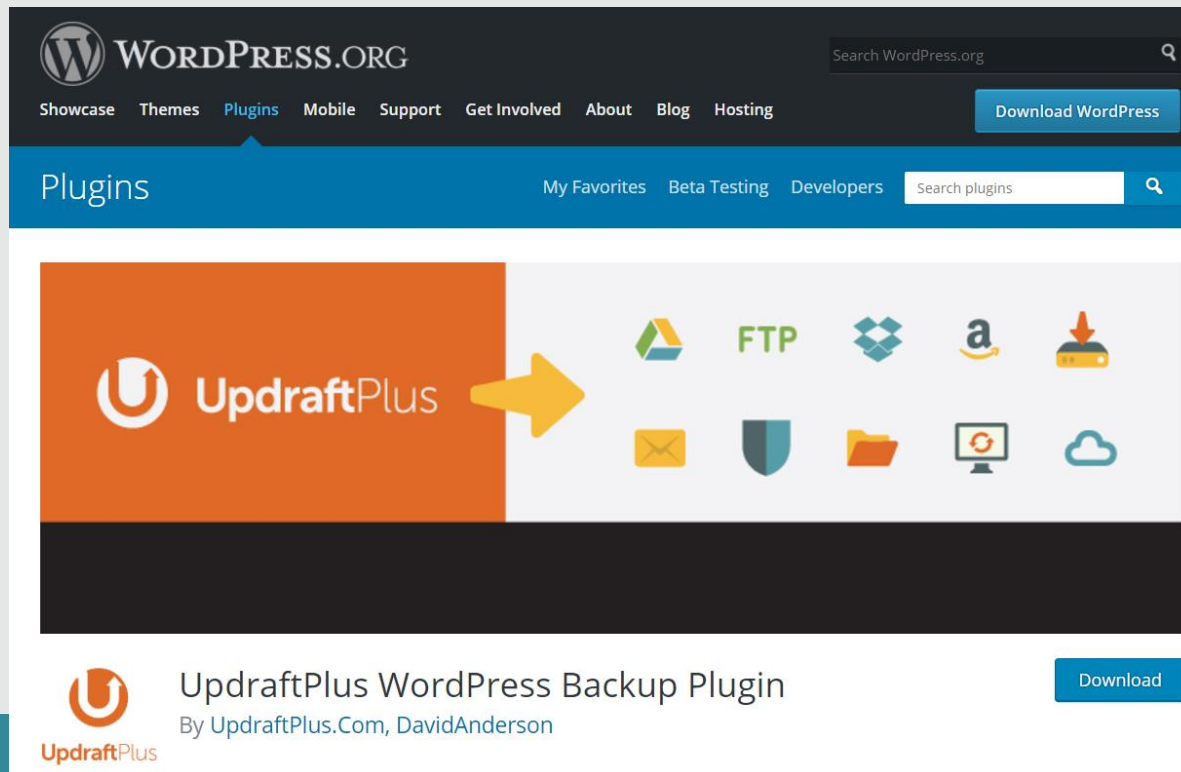 WORDPRESS.ORG
Search WordPress.org
Showcase Themes Plugins Mobile Support Get Involved About Blog Hosting
Download WordPress
Plugins
My Favorites Beta Testing Developers
Search plugins
UpdraftPlus
FTP
a
UpdraftPlus WordPress Backup Plugin
Download
By UpdraftPlus.Com, DavidAnderson
UpdraftPlus